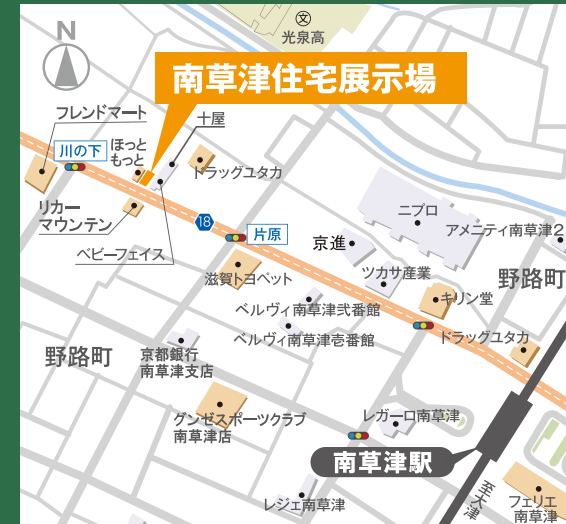 N
文
光泉高
南草津住宅展示場
フレンドマート
十屋
川の下
ほっと
もっと
ドラッグユタカ
リカー
マウンテン
18
片原
ニプロ
アメニティ南草津2
京進
ベビーフェイス
滋賀トヨペット
ツカサ産業
野路町
キリン堂
ベルヴィ南草津弐番館
ベルヴィ南草津壱番館
ドラッグユタカ
野路町
京都銀行
南草津支店
グンゼスポーツクラブ
南草津店
レガーロ南草津
南草津駅
レジェ南草津
至大津
フェリエ
南草津